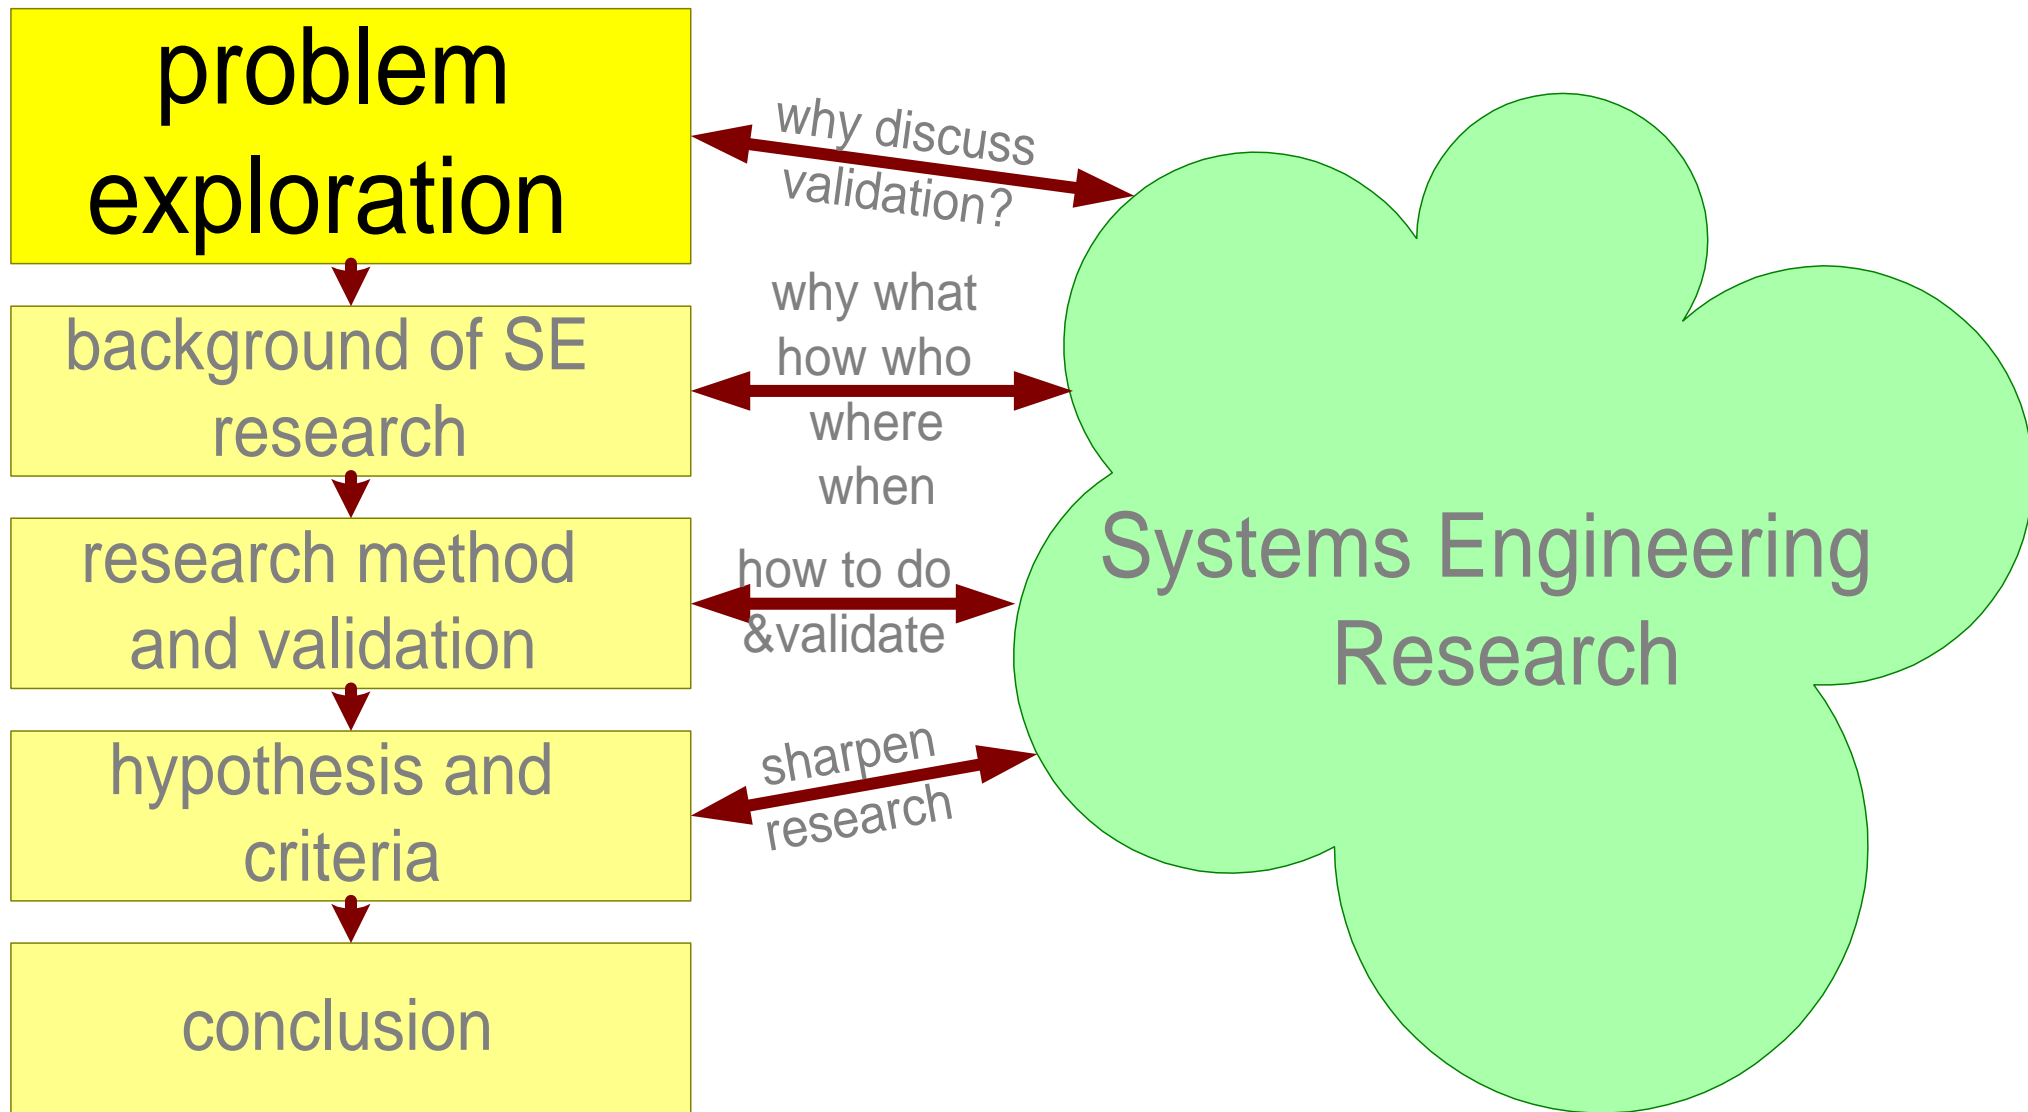 problem
exploration
why discuss
validation?
background of SE
research
why what
how who
where
when
research method
and validation
how to do
&validate
hypothesis and
criteria
sharpen
research
conclusion
Systems Engineering
Research